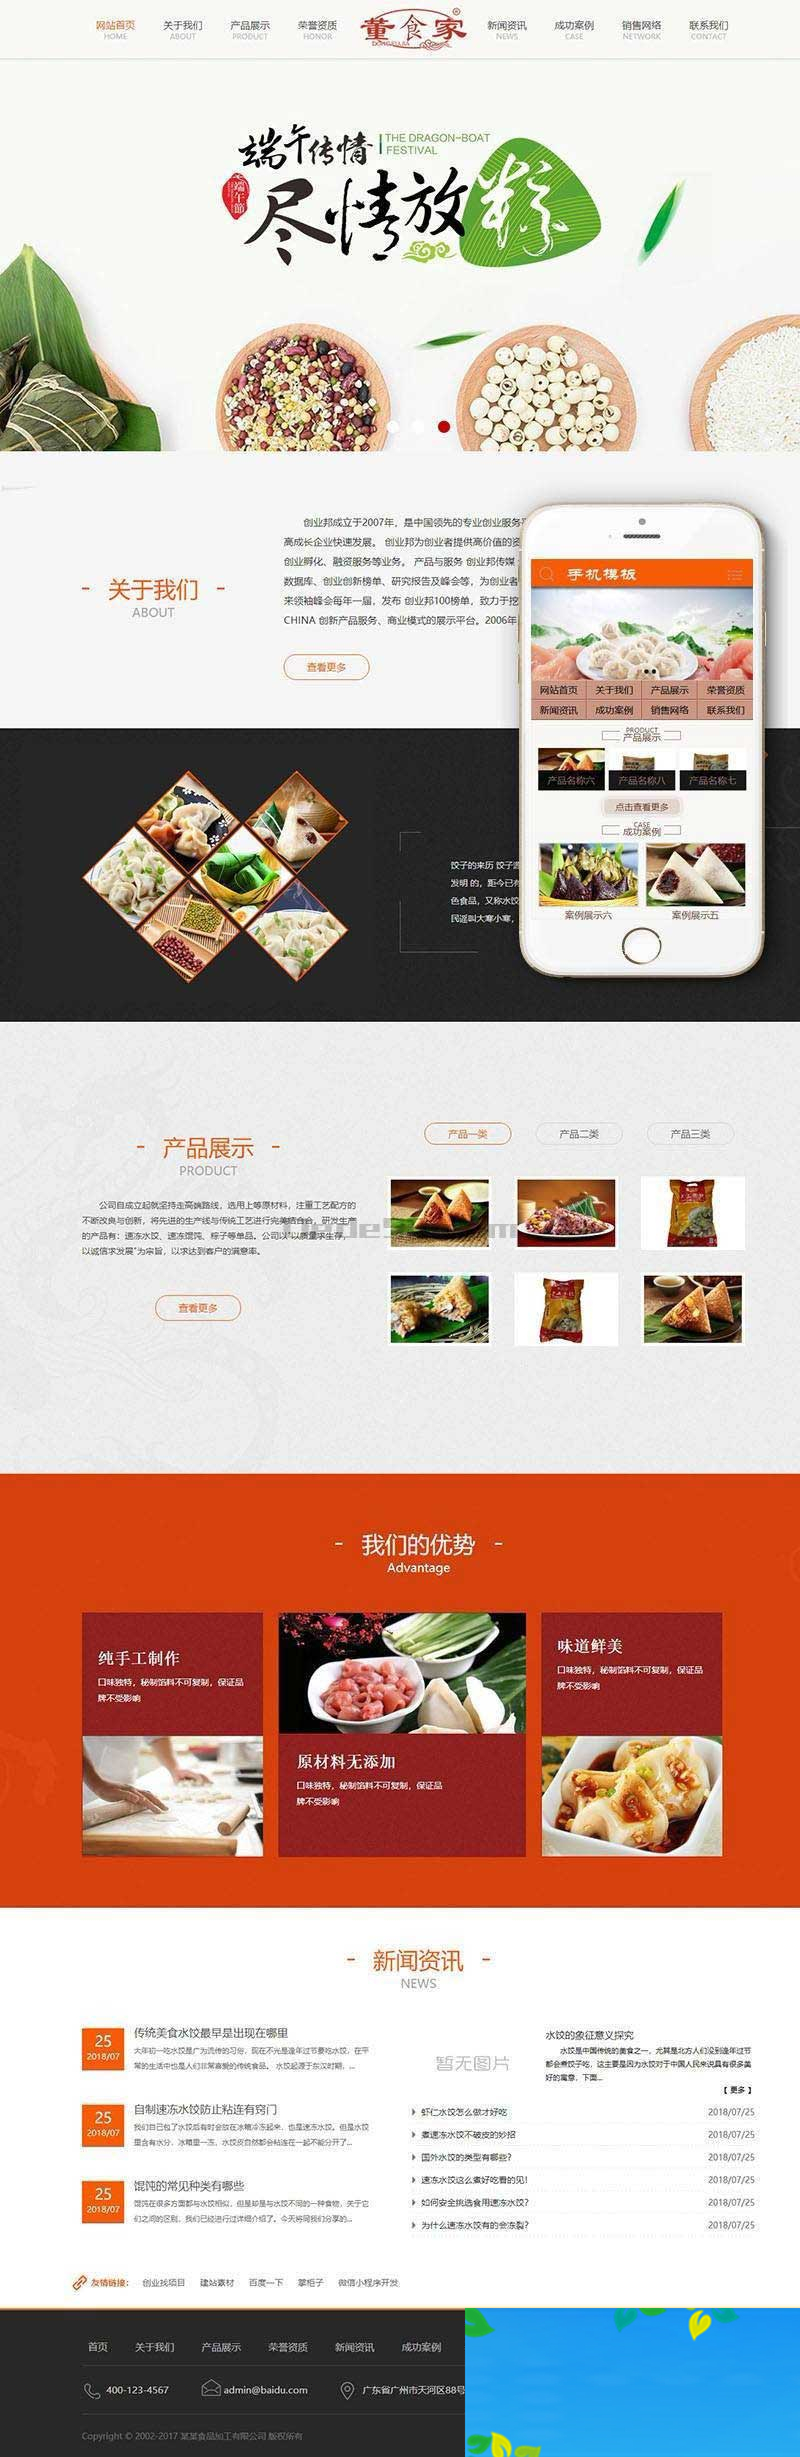 网站首页 关于我们 产品展示 荣誉资质 董食家® 新闻资讯 成功案例 销售网络 联系我们
HOME ABOUT PRODUCT HONOR NEWS CASE NETWORK CONTACT
端午传情 THE DRAGON-BOAT
FESTIVAL
端午節
尽情放粽
创业邦成立于2007年，是中国领先的专业创业服务
高成长企业快速发展。 创业邦为创业者提供高价值的资
创业孵化、融资服务等业务。 产品与服务 创业邦传媒
数据库、创业创新榜单、研究报告及峰会等，为创业者
来领袖峰会每年一届，发布 创业邦100榜单，致力于挖
CHINA 创新产品服务、商业模式的展示平台。2006年
- 关于我们 -
ABOUT
查看更多
手机模板
网站首页 关于我们 产品展示 荣誉资质
新闻资讯 成功案例 销售网络 联系我们
PRODUCT
产品展示
产品名称六 产品名称八 产品名称七
点击查看更多
CASE
成功案例
案例展示六 案例展示五
饺子的来历 饺子
发明 的，距今已有
色食品，又称水饺
民谣叫大寒小寒，
- 产品展示 -
PRODUCT
公司自成立起就坚持走高端路线，选用上等原材料，注重工艺配方的
不断改良与创新，将先进的生产线与传统工艺进行完美结合会，研发生产
的产品有：速冻水饺、速冻馄饨、粽子等单品。公司以"以质量求生存，
以诚信求发展"为宗旨，以求达到客户的满意率。
查看更多
产品一类 产品二类 产品三类
- 我们的优势 -
Advantage
纯手工制作
口味独特，秘制馅料不可复制，保证品
牌不受影响
原材料无添加
口味独特，秘制馅料不可复制，保证品
牌不受影响
味道鲜美
口味独特，秘制馅料不可复制，保证品
牌不受影响
- 新闻资讯 -
NEWS
25
2018/07
传统美食水饺最早是出现在哪里
大年初一吃水饺是广为流传的习俗，现在不光是逢年过节要吃水饺，在平
常的生活中也是人们非常喜爱的传统食品。 水饺起源于东汉时期，...
25
2018/07
自制速冻水饺防止粘连有窍门
我们自己包了水饺后有时会放在冰箱冷冻起来，也是速冻水饺。但是水饺
里含有水分，冰箱里一冻，水饺皮自然都会粘连在一起不能分开了...
25
2018/07
馄饨的常见种类有哪些
馄饨在很多方面都与水饺相似，但是却是与水饺不同的一种食物，关于它
们之间的区别，我们已经进行过详细介绍了。今天将同我们分享的...
暂无图片
水饺的象征意义探究
水饺是中国传统的美食之一，尤其是北方人们没到逢年过节
都会煮饺子吃，这主要是因为水饺对于中国人民来说具有很多美
好的寓意，下面...
【 更多 】
虾仁水饺怎么做才好吃 2018/07/25
煮速冻水饺不破皮的妙招 2018/07/25
国外水饺的类型有哪些? 2018/07/25
速冻水饺这么煮好吃看的见! 2018/07/25
如何安全挑选食用速冻水饺? 2018/07/25
为什么速冻水饺有的会冻裂? 2018/07/25
友情链接： 创业找项目 建站素材 百度一下 掌柜子 微信小程序开发
首页 关于我们 产品展示 荣誉资质 新闻资讯 成功案例
400-123-4567 admin@baidu.com 广东省广州市天河区88号
Copyright © 2002-2017 某某食品加工有限公司 版权所有